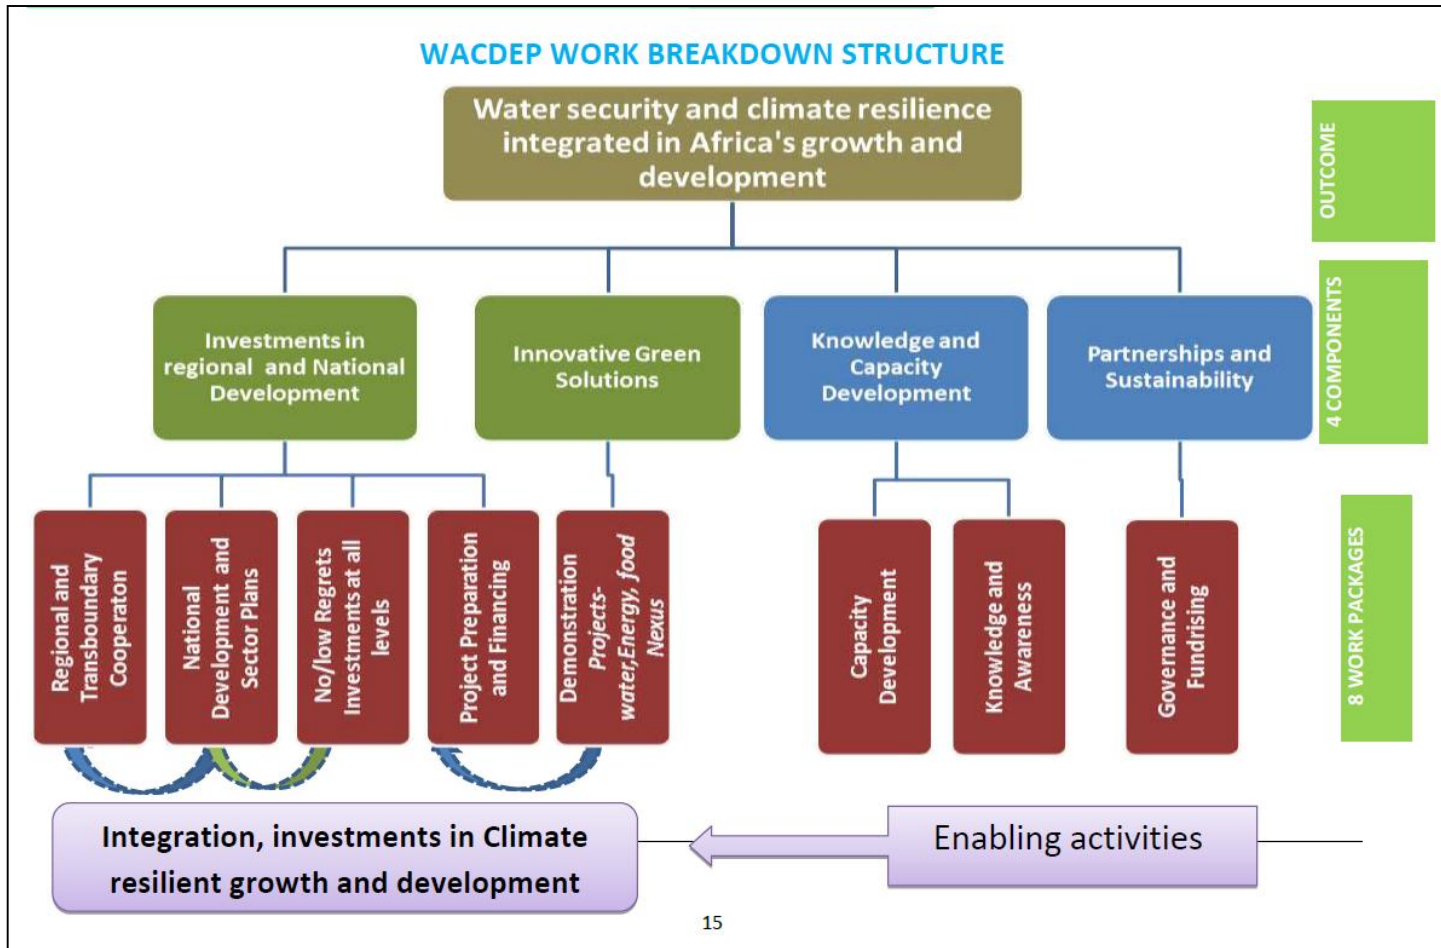 WACDEP WORK BREAKDOWN STRUCTURE
Water security and climate resilience
integrated in Africa's growth and
development
OUTCOME
Investments in
regional and National
Development
Innovative Green
Solutions
Knowledge and
Capacity
Development
Partnerships and
Sustainability
4 COMPONENTS
Regional and
Transboundary
Cooperaton
National
Development and
Sector Plans
No/low Regrets
Investments at all
levels
Project Preparation
and Financing
Demonstration
Projects-
water,Energy, food
Nexus
Capacity
Development
Knowledge and
Awareness
Governance and
Fundrising
8 WORK PACKAGES
Integration, investments in Climate
resilient growth and development
Enabling activities
15